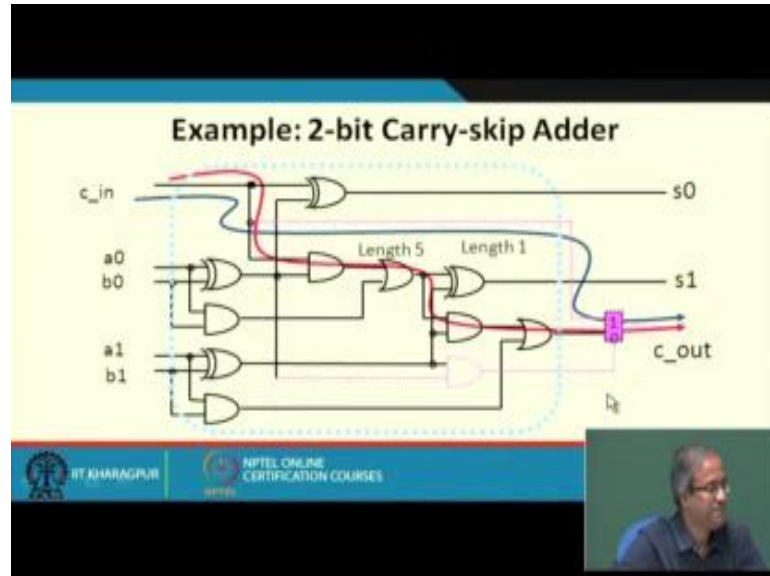 Example: 2-bit Carry-skip Adder
c_in
s0
a0
b0
Length 5
Length 1
s1
1
0
c_out
a1
b1
IIT KHARAGPUR
NPTEL
NPTEL ONLINE
CERTIFICATION COURSES